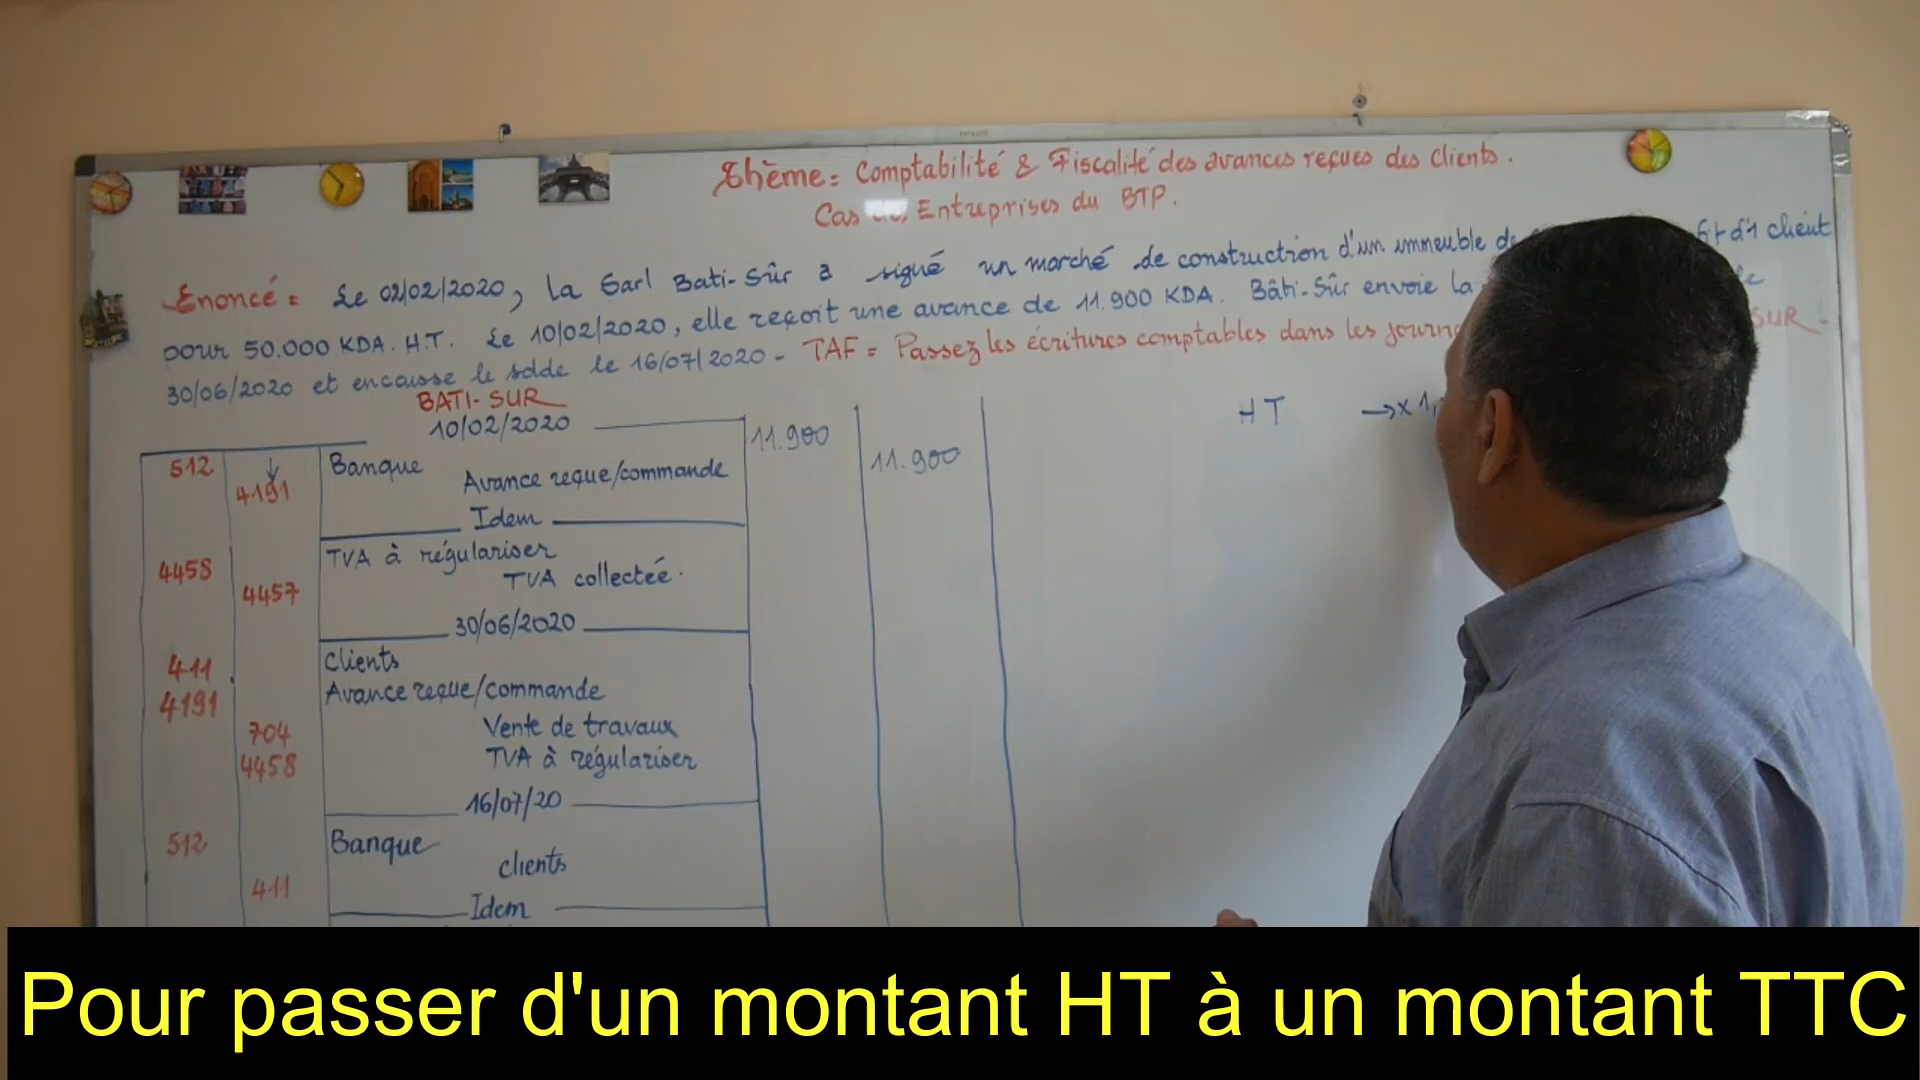 Thème = Comptabilité & Fiscalité des avances reçues des clients.
Cas Entreprises du BTP.
Enoncé = Le 02/02/2020, la Sarl Bati-Sûr a signé un marché de construction d'un immeuble d'1 client
pour 50.000 KDA. H.T. Le 10/02/2020, elle reçoit une avance de 11.900 KDA. Bâti-Sûr envoie la
30/06/2020 et encaisse le solde le 16/07/2020 - TAF = Passez les écritures comptables dans les SUR-
BATI-SUR
10/02/2020
HT → x 1,
512 Banque 11.900
4191 Avance reçue/commande 11.900
Idem
4458 TVA à régulariser
4457 TVA collectée.
30/06/2020
411 Clients
4191 Avance reçue/commande
704 Vente de travaux
4458 TVA à régulariser
16/07/20
512 Banque
411 clients
Idem
Pour passer d'un montant HT à un montant TTC